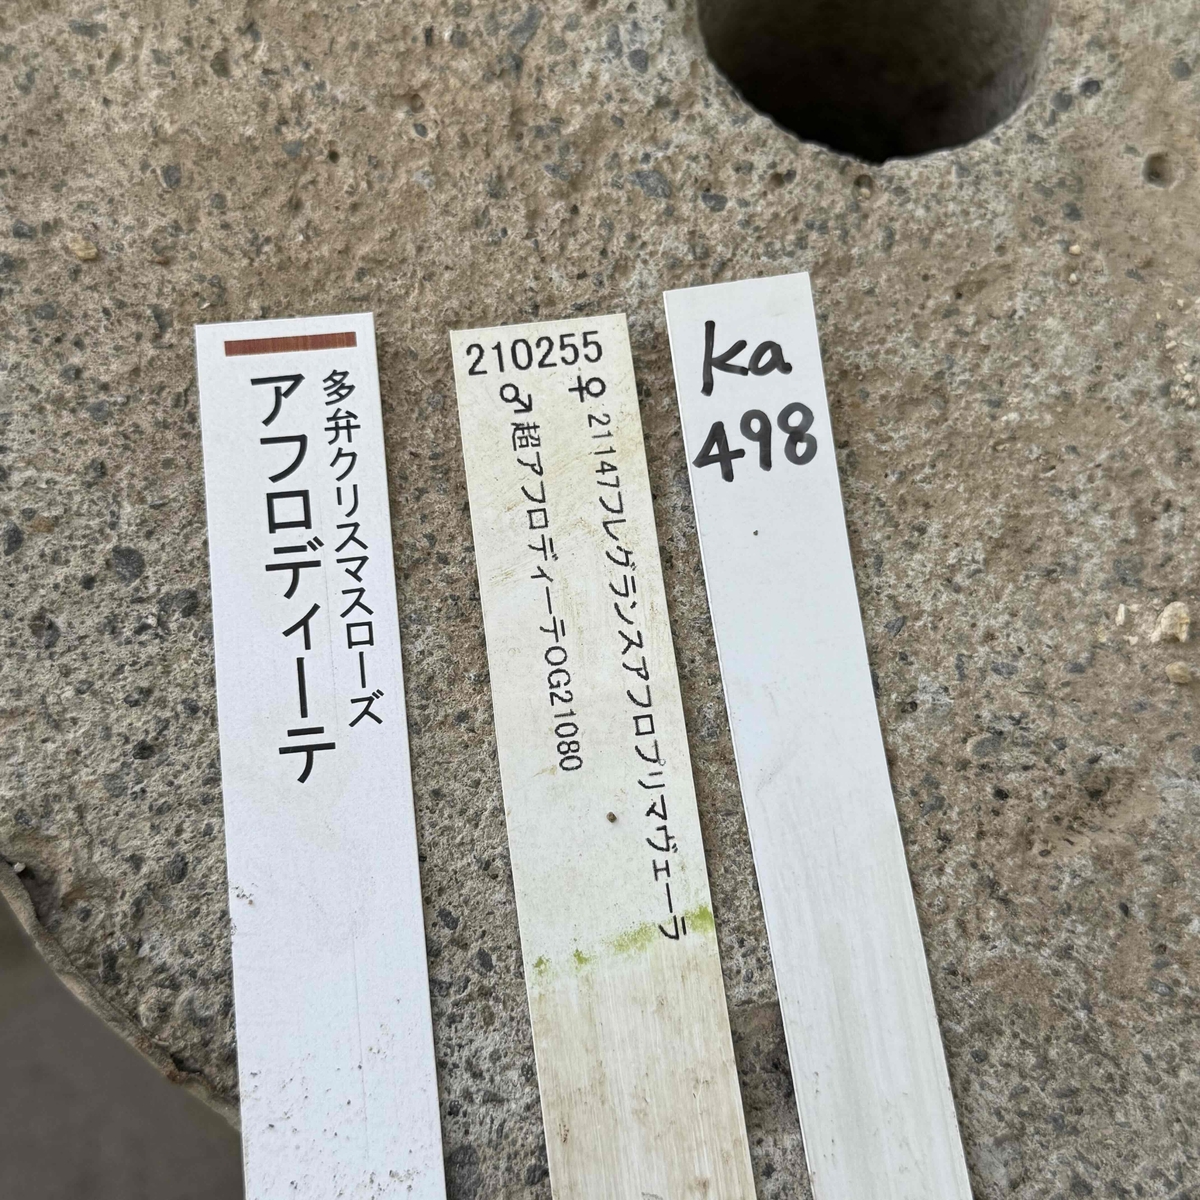 多弁クリスマスローズ
アフロディーテ
210255
♀21147フレグランスアフロプリマヴェーラ
♂超アフロディーテOG21080
Ka
498